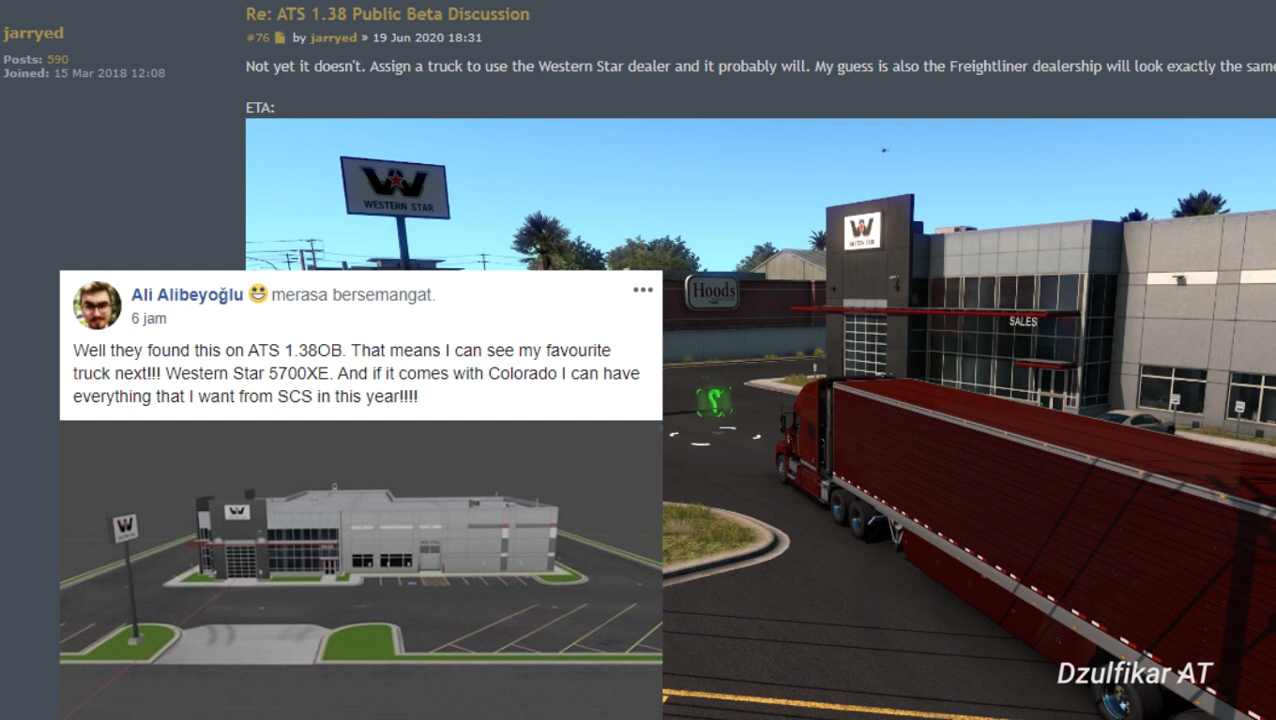 jarryed
Posts: 590
Joined: 15 Mar 2018 12:08
Re: ATS 1.38 Public Beta Discussion
#76 by jarryed » 19 Jun 2020 18:31
Not yet it doesn't. Assign a truck to use the Western Star dealer and it probably will. My guess is also the Freightliner dealership will look exactly the same
ETA:
WESTERN STAR
Hoods
SALES
Ali Alibeyoğlu merasa bersemangat.
6 jam
Well they found this on ATS 1.38OB. That means I can see my favourite
truck next!!! Western Star 5700XE. And if it comes with Colorado I can have
everything that I want from SCS in this year!!!!
Dzulfikar AT